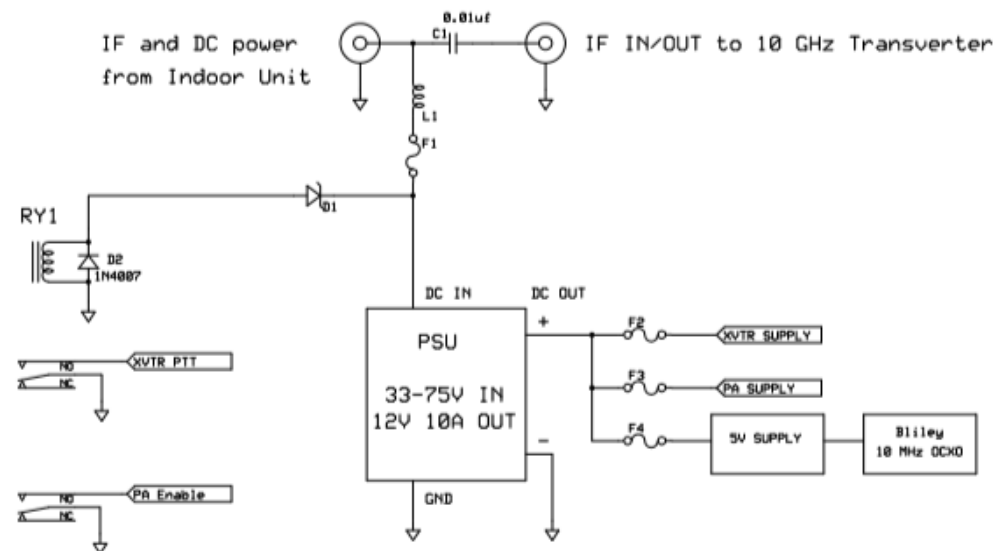 0.01uf
C1
IF and DC power
from Indoor Unit
IF IN/OUT to 10 GHz Transverter
L1
F1
D1
RY1
D2
1N4007
DC IN
DC OUT
+
PSU
33-75V IN
12V 10A OUT
-
GND
F2
XVTR SUPPLY
F3
PA SUPPLY
F4
5V SUPPLY
Bliley
10 MHz OCXO
NO
NC
XVTR PTT
NO
NC
PA Enable